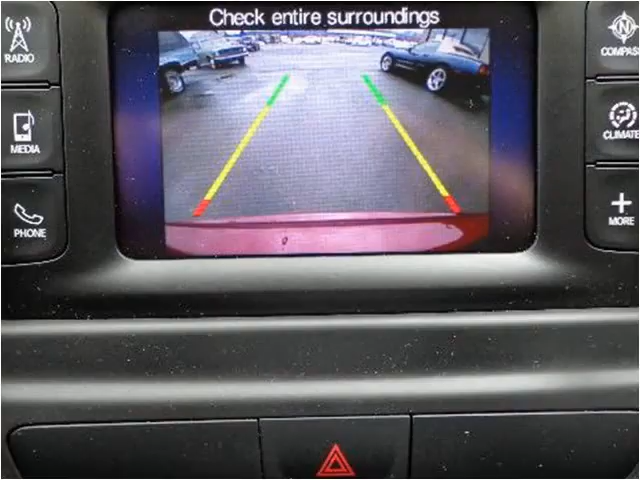 Check entire surroundings
RADIO
MEDIA
PHONE
COMPASS
CLIMATE
MORE